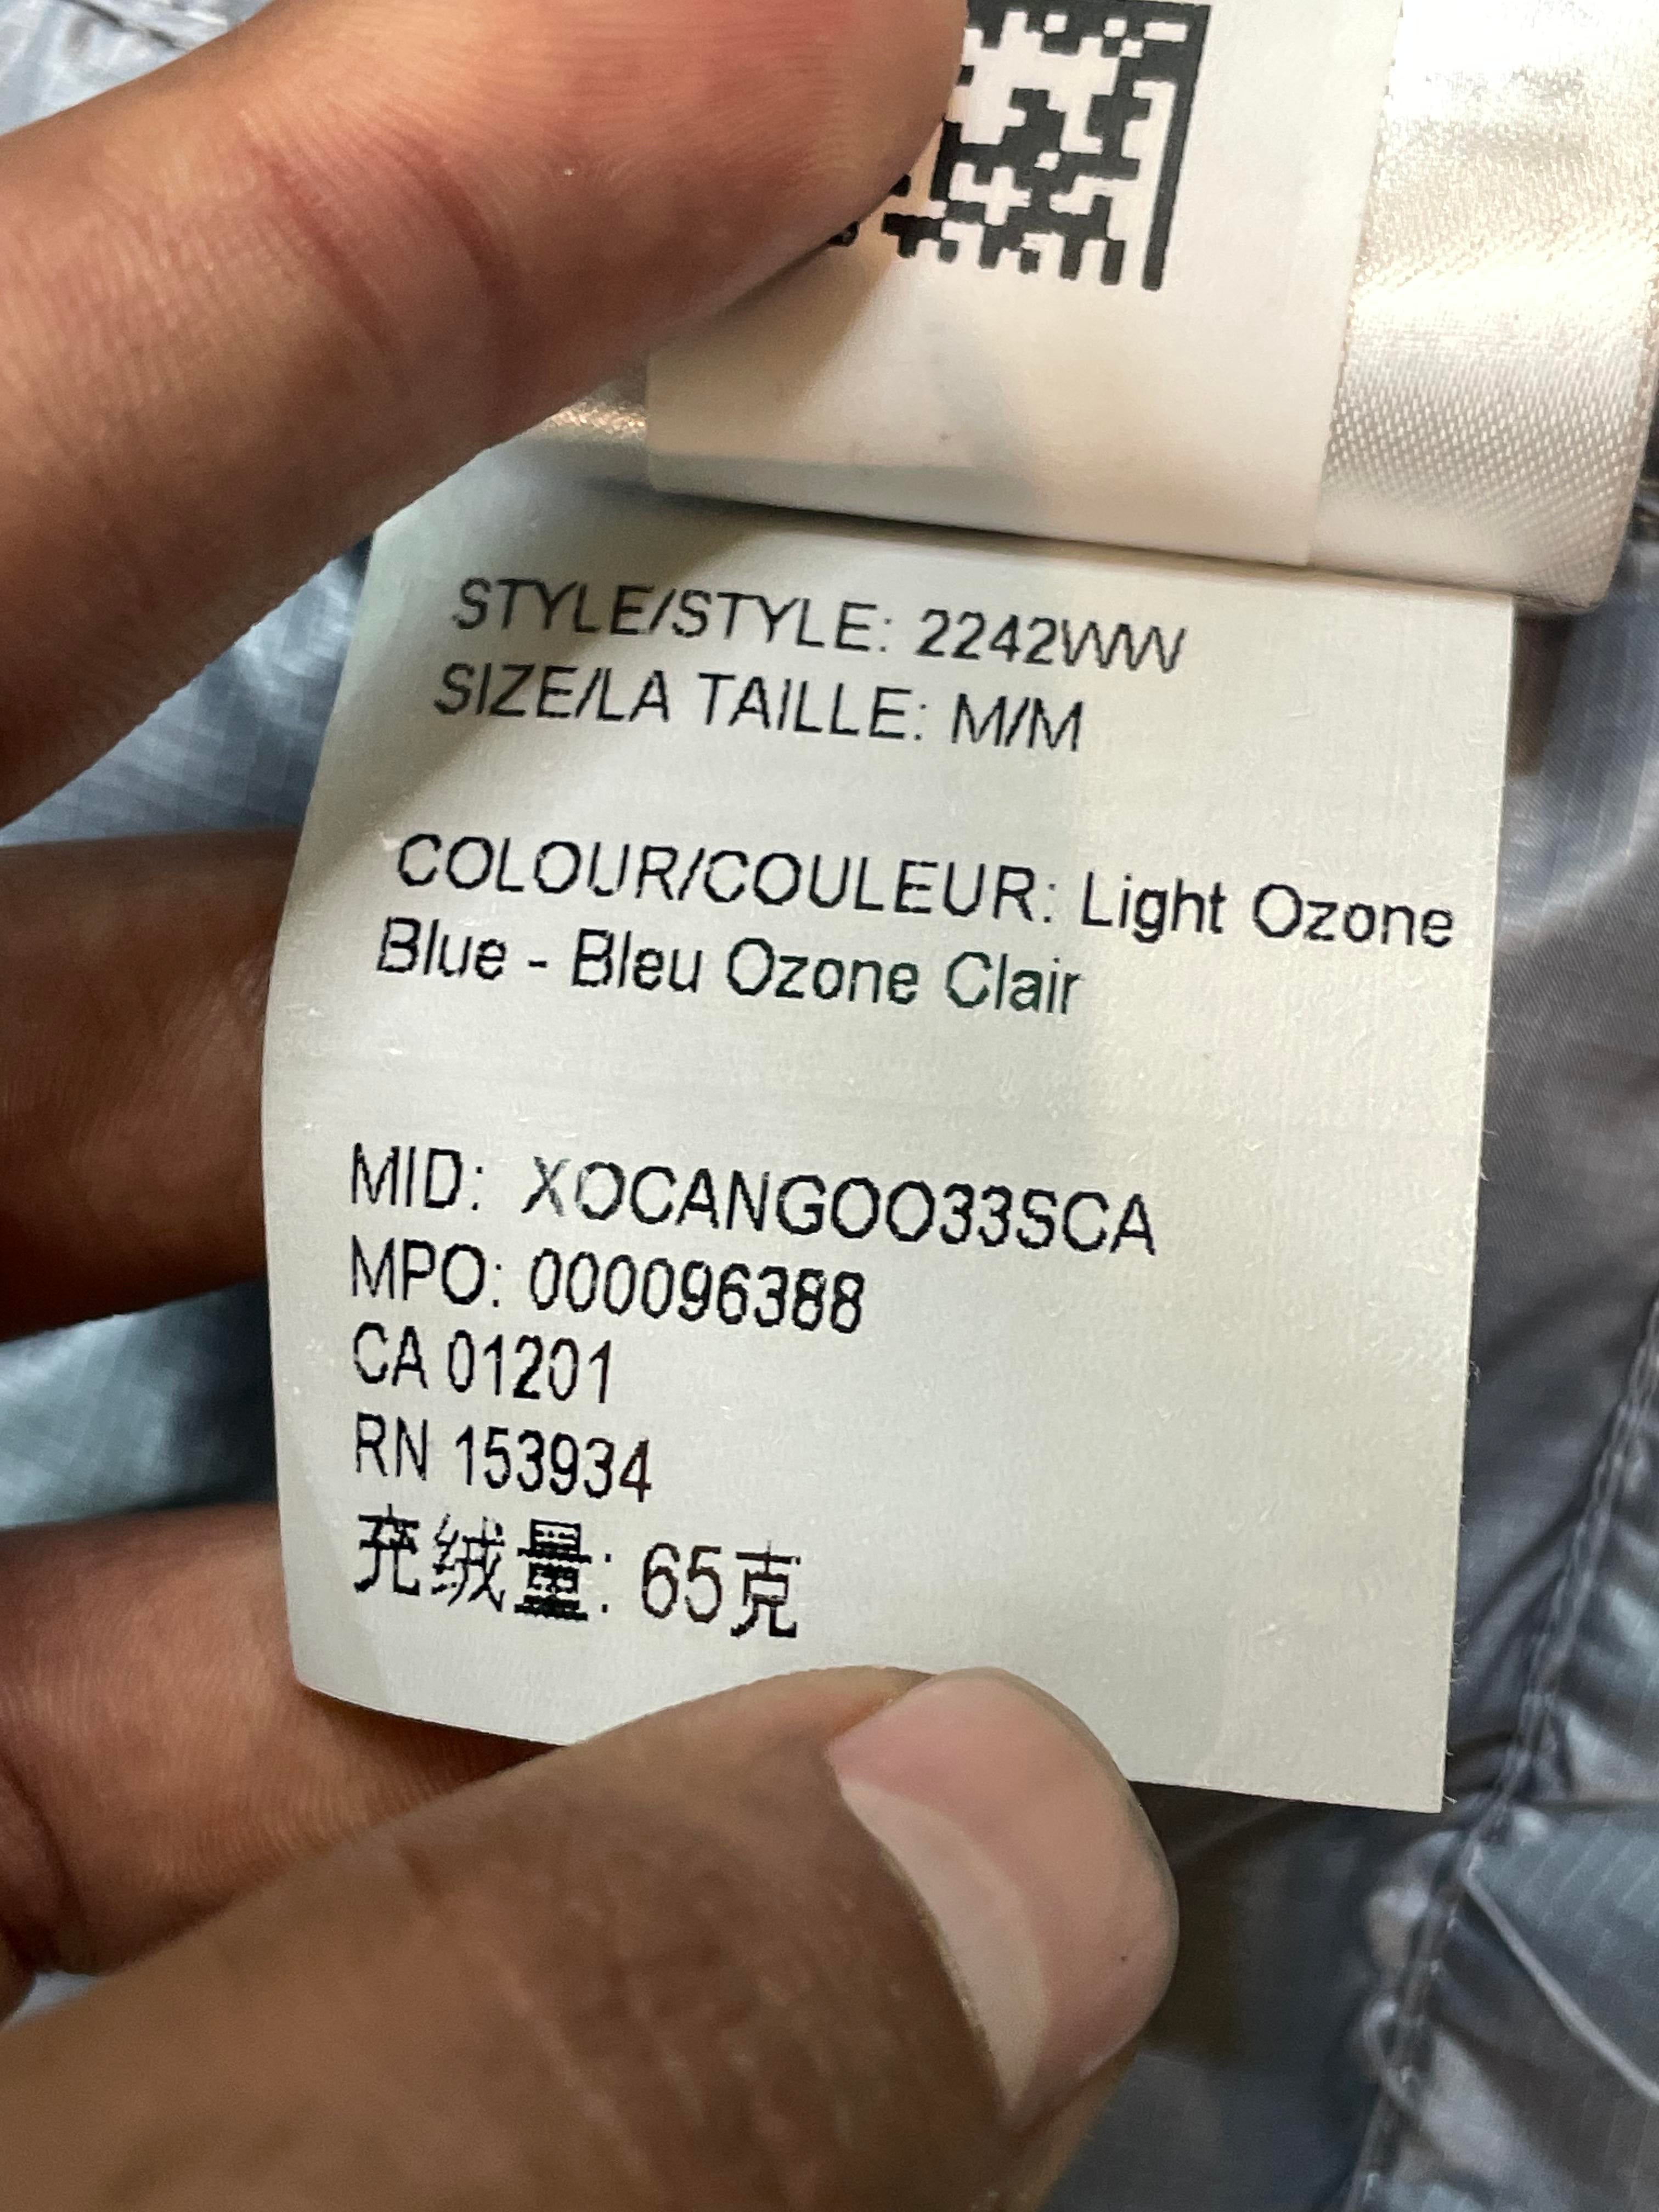 STYLE/STYLE: 2242WW
SIZE/LA TAILLE: M/M
COLOUR/COULEUR: Light Ozone
Blue - Bleu Ozone Clair
MID: XOCANGOO33SCA
MPO: 000096388
CA 01201
RN 153934
充绒量: 65克